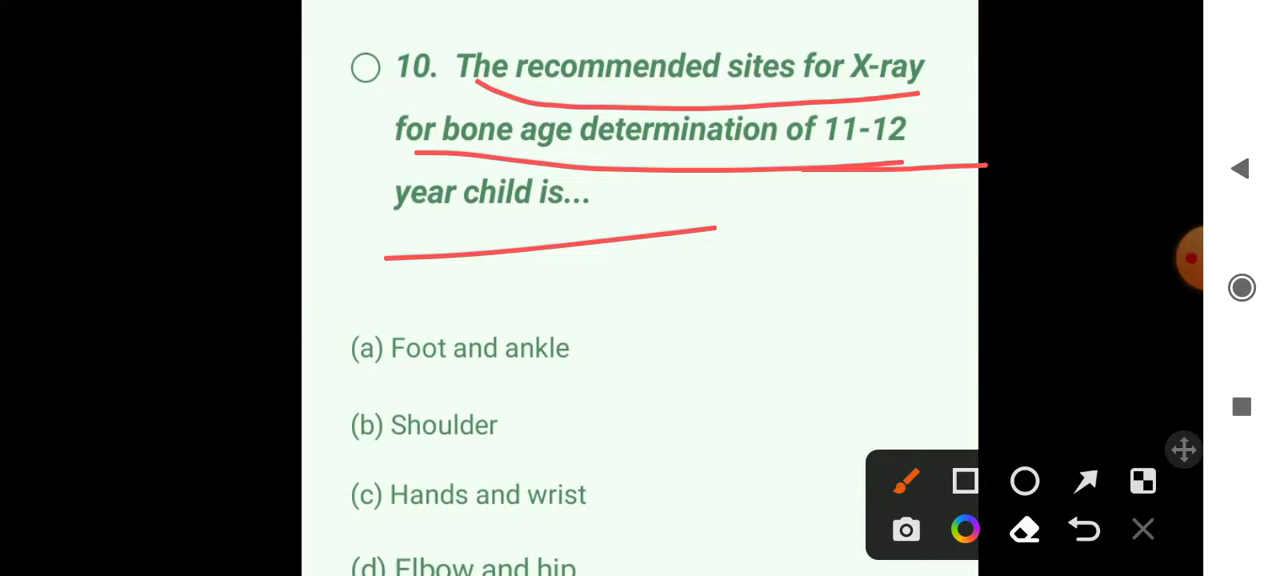 10. The recommended sites for X-ray
for bone age determination of 11-12
year child is...
(a) Foot and ankle
(b) Shoulder
(c) Hands and wrist
(d) Elbow and hip